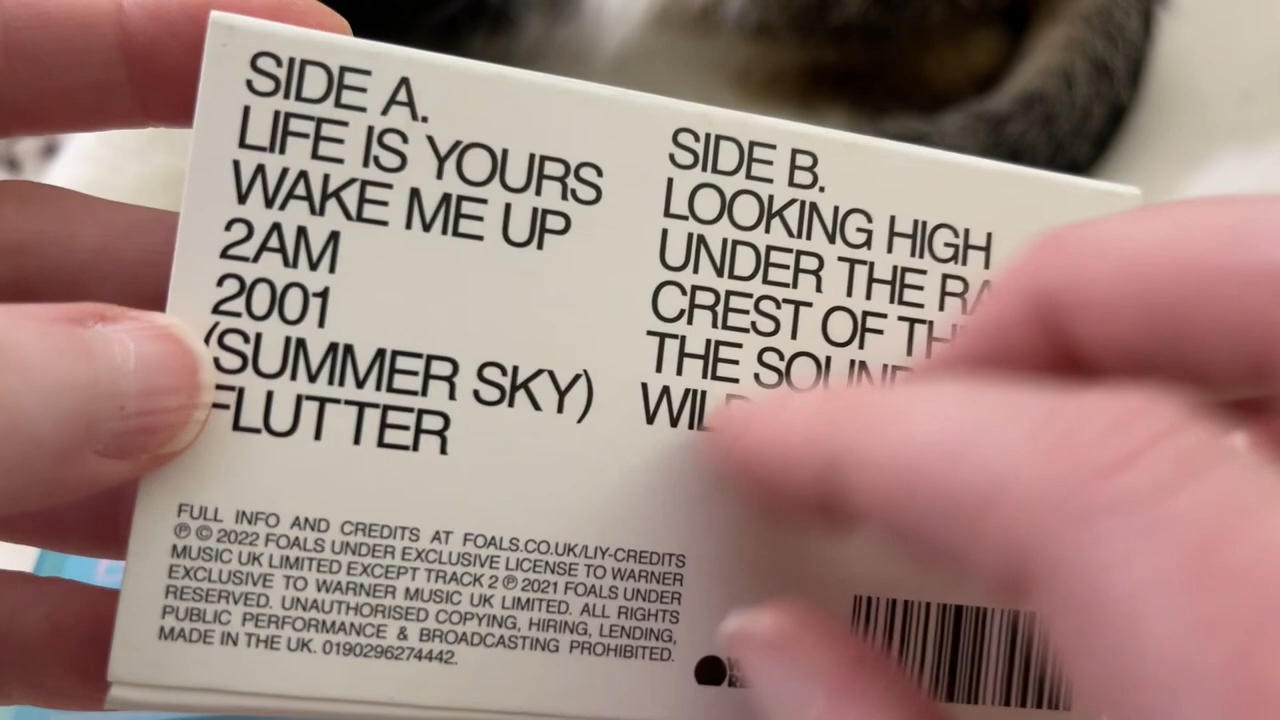 SIDE A.
LIFE IS YOURS
WAKE ME UP
2AM
2001
(SUMMER SKY)
FLUTTER
SIDE B.
LOOKING HIGH
UNDER THE
CREST OF
THE
FULL INFO AND CREDITS AT FOALS.CO.UK/LIY-CREDITS
℗ © 2022 FOALS UNDER EXCLUSIVE LICENSE TO WARNER
MUSIC UK LIMITED EXCEPT TRACK 2 ℗ 2021 FOALS UNDER
EXCLUSIVE TO WARNER MUSIC UK LIMITED. ALL RIGHTS
RESERVED. UNAUTHORISED COPYING, HIRING, LENDING,
PUBLIC PERFORMANCE & BROADCASTING PROHIBITED.
MADE IN THE UK. 0190296274442.